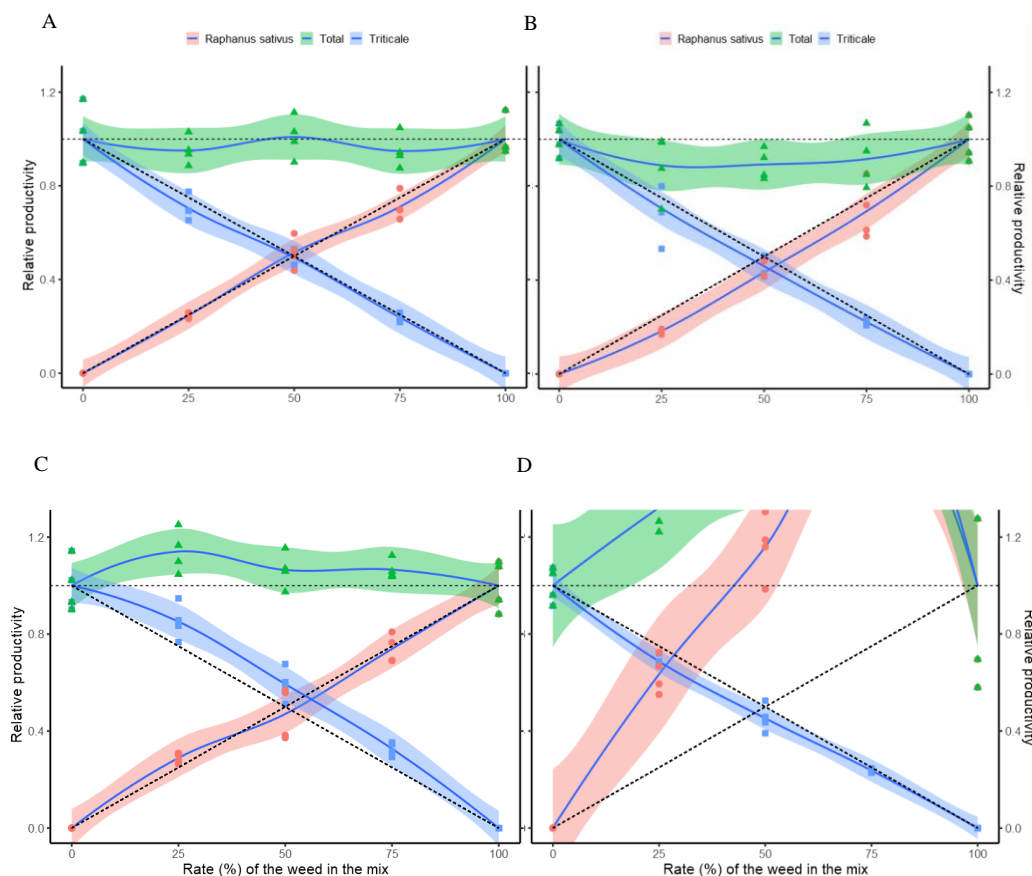 A
B
Raphanus sativus Total Triticale
Raphanus sativus Total Triticale
1.2
0.8
0.4
0.0
Relative productivity
0 25 50 75 100
1.2
0.8
0.4
0.0
Relative productivity
0 25 50 75 100
C
D
1.2
0.8
0.4
0.0
Relative productivity
0 25 50 75 100
Rate (%) of the weed in the mix
1.2
0.8
0.4
0.0
Relative productivity
0 25 50 75 100
Rate (%) of the weed in the mix